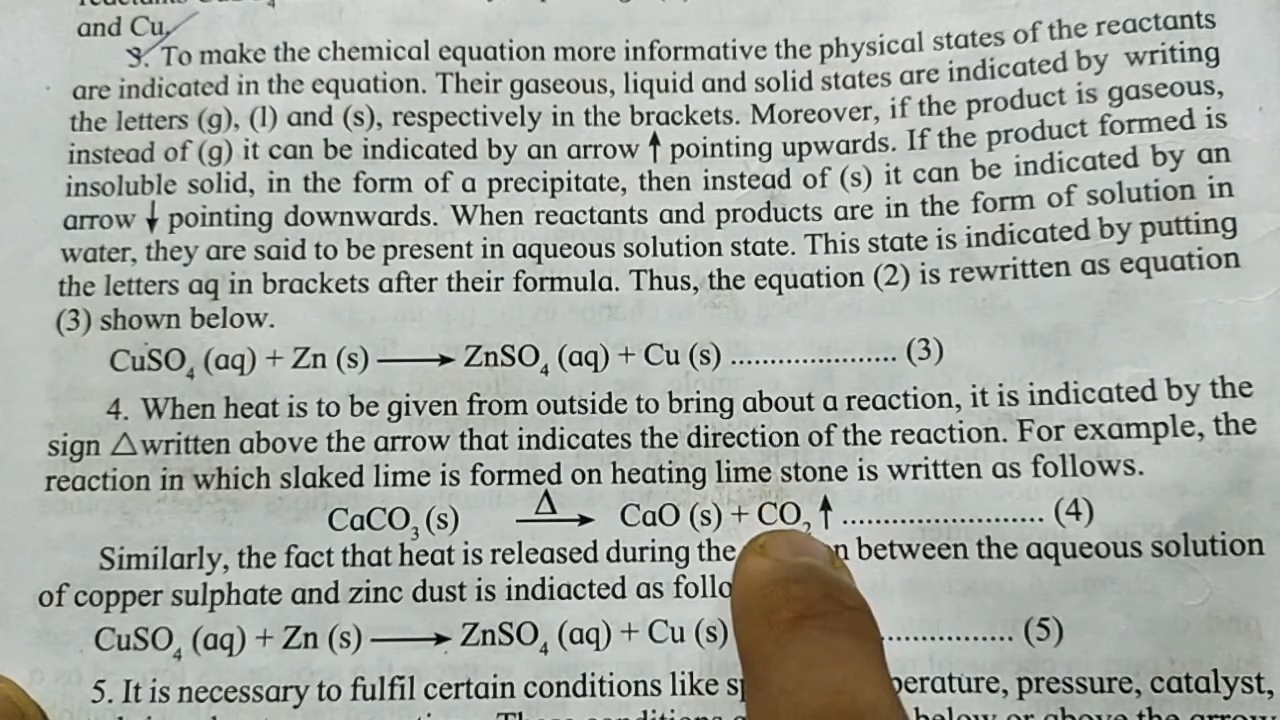 and Cu.
3. To make the chemical equation more informative the physical states of the reactants
are indicated in the equation. Their gaseous, liquid and solid states are indicated by writing
the letters (g), (l) and (s), respectively in the brackets. Moreover, if the product is gaseous,
instead of (g) it can be indicated by an arrow ↑ pointing upwards. If the product formed is
insoluble solid, in the form of a precipitate, then instead of (s) it can be indicated by an
arrow ↓ pointing downwards. When reactants and products are in the form of solution in
water, they are said to be present in aqueous solution state. This state is indicated by putting
the letters aq in brackets after their formula. Thus, the equation (2) is rewritten as equation
(3) shown below.
CuSO₄ (aq) + Zn (s) ⟶ ZnSO₄ (aq) + Cu (s) ..................... (3)
4. When heat is to be given from outside to bring about a reaction, it is indicated by the
sign Δ written above the arrow that indicates the direction of the reaction. For example, the
reaction in which slaked lime is formed on heating lime stone is written as follows.
Δ
CaCO₃ (s) ⟶ CaO (s) + CO₂ ↑ ......................... (4)
Similarly, the fact that heat is released during the between the aqueous solution
of copper sulphate and zinc dust is indiacted as
CuSO₄ (aq) + Zn (s) ⟶ ZnSO₄ (aq) + Cu (s) ................ (5)
5. It is necessary to fulfil certain conditions like pressure, catalyst,